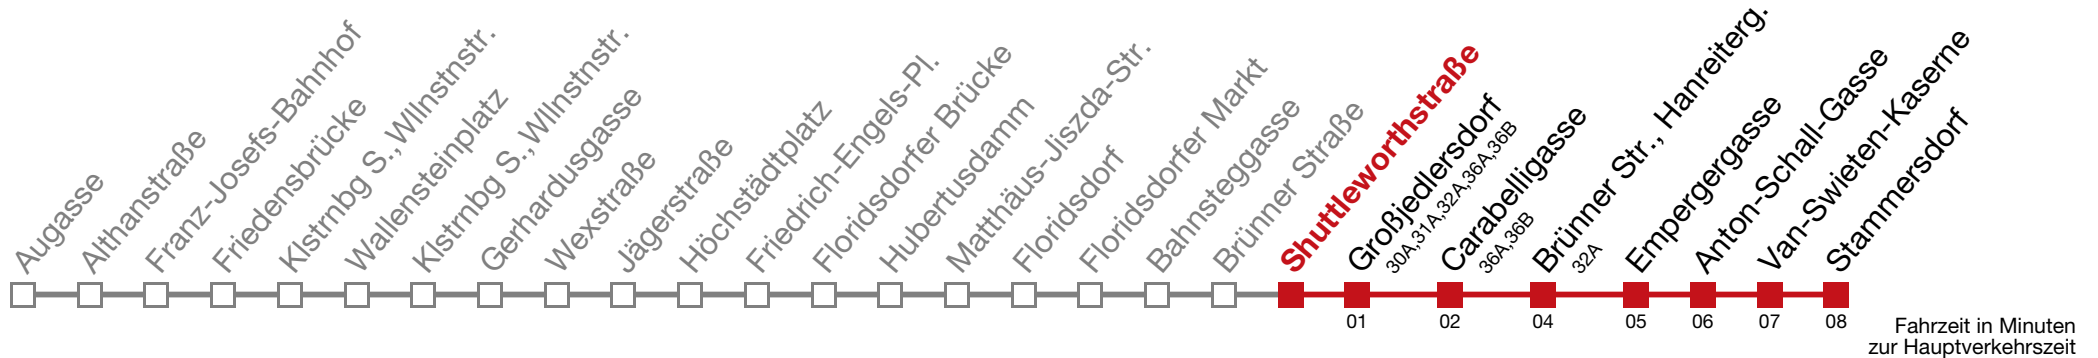 Augasse
Althanstraße
Franz-Josefs-Bahnhof
Friedensbrücke
Klstrnbg S., Wllnstnstr.
Wallensteinplatz
Klstrnbg S., Wllnstnstr.
Gerhardusgasse
Wexstraße
Jägerstraße
Höchstädtplatz
Friedrich-Engels-Pl.
Floridsdorfer Brücke
Hubertusdamm
Matthäus-Jiszda-Str.
Floridsdorf
Floridsdorfer Markt
Bahnsteggasse
Brünner Straße
Shuttleworthstraße
Großjedlersdorf
30A,31A,32A,36A,36B
Carabelligasse
36A,36B
Brünner Str., Hanreiterg.
32A
Empergergasse
Anton-Schall-Gasse
Van-Swieten-Kaserne
Stammersdorf
01
02
04
05
06
07
08
Fahrzeit in Minuten
zur Hauptverkehrszeit